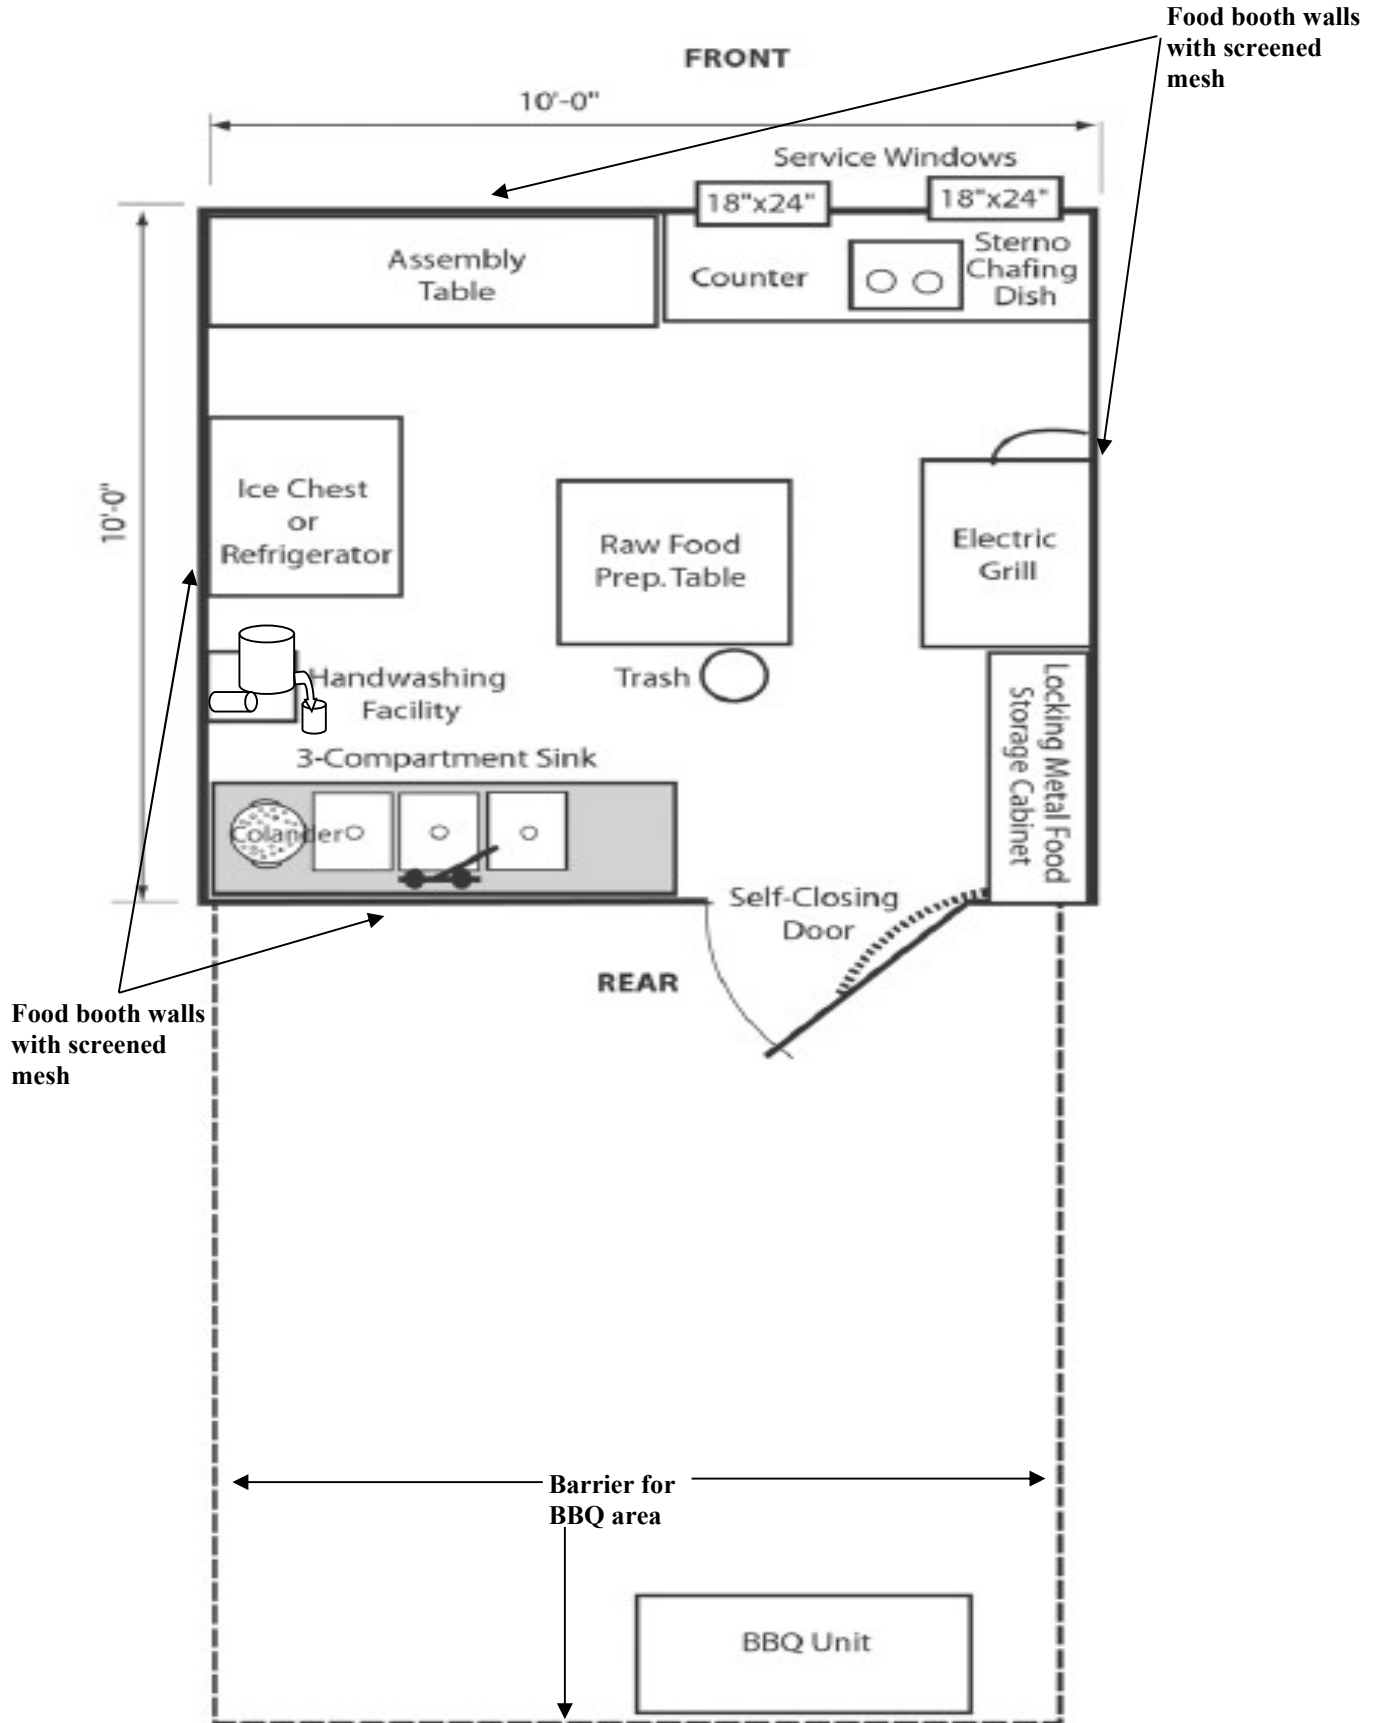 Food booth walls
with screened
mesh
FRONT
10'-0"
Service Windows
18"x24"
18"x24"
Assembly
Table
Counter
Sterno
Chafing
Dish
10'-0"
Ice Chest
or
Refrigerator
Raw Food
Prep. Table
Electric
Grill
Handwashing
Facility
Trash
Locking Metal Food
Storage Cabinet
3-Compartment Sink
Colander
Self-Closing
Door
REAR
Food booth walls
with screened
mesh
Barrier for
BBQ area
BBQ Unit